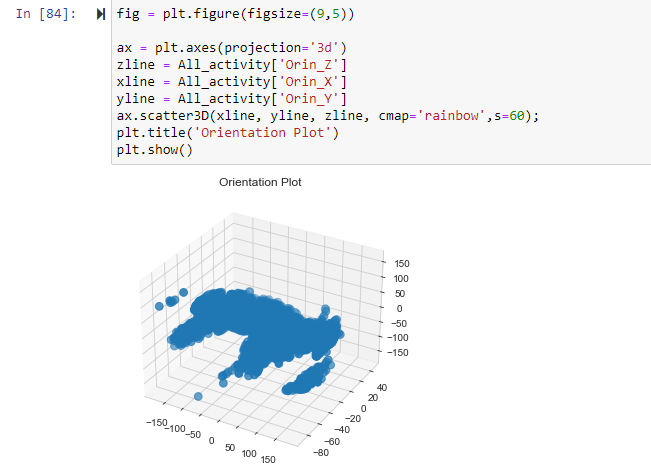 In [84]:
fig = plt.figure(figsize=(9,5))
ax = plt.axes(projection='3d')
zline = All_activity['Orin_Z']
xline = All_activity['Orin_X']
yline = All_activity['Orin_Y']
ax.scatter3D(xline, yline, zline, cmap='rainbow',s=60);
plt.title('Orientation Plot')
plt.show()
Orientation Plot
150
100
50
0
−50
−100
−150
40
20
0
−20
−40
−60
−80
−150
−100
−50
0
50
100
150